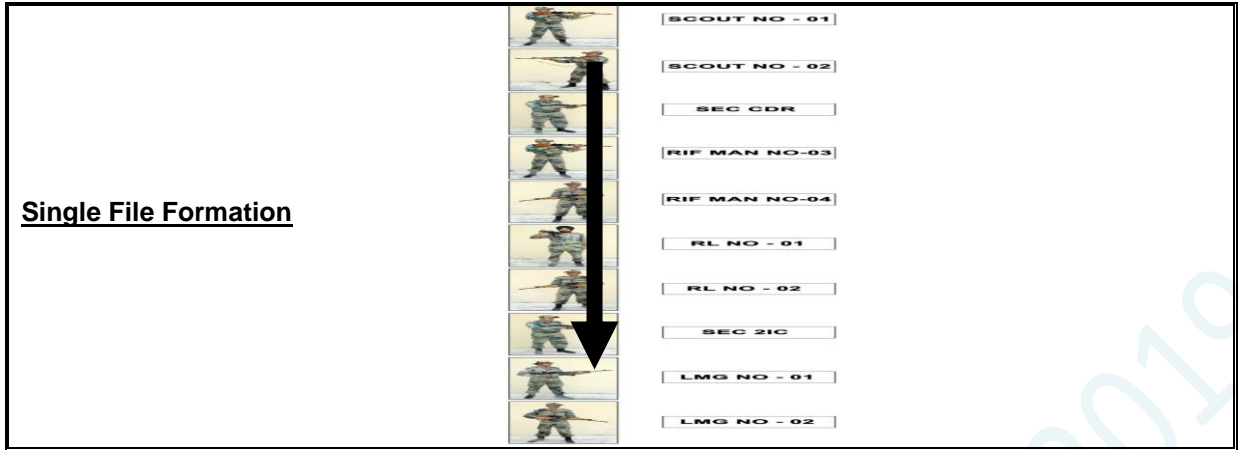 SCOUT NO - 01
SCOUT NO - 02
SEC CDR
RIF MAN NO-03
RIF MAN NO-04
Single File Formation
RL NO - 01
RL NO - 02
SEC 2IC
LMG NO - 01
LMG NO - 02
2019